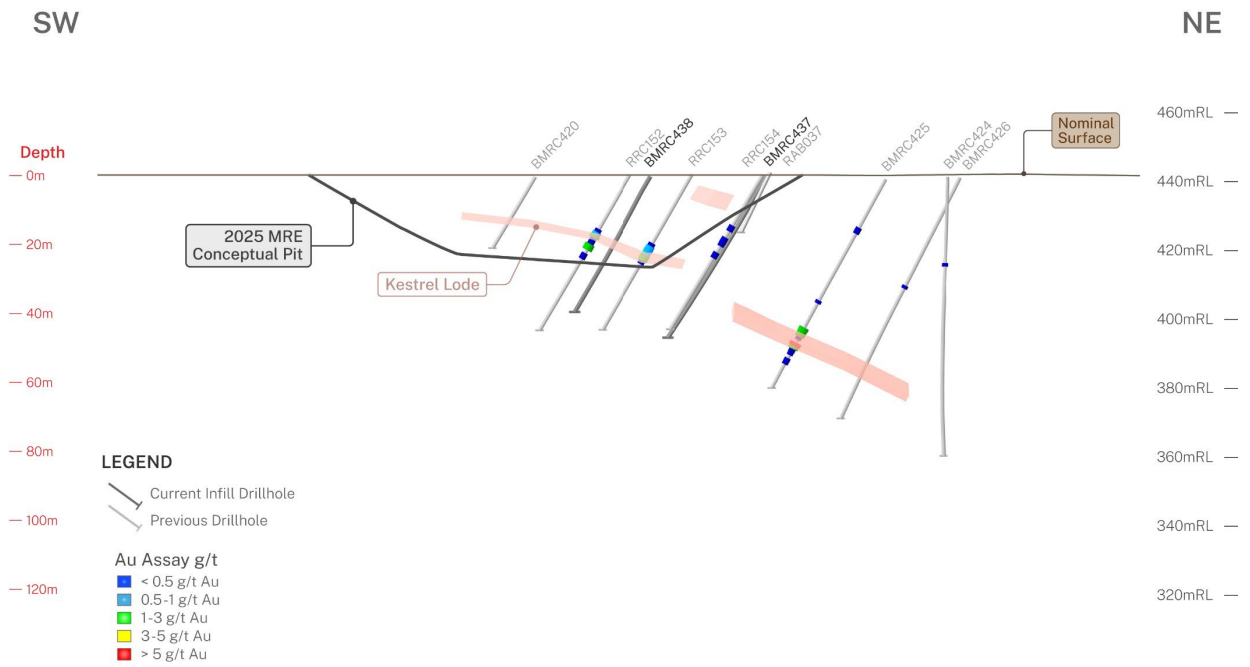 SW
NE
460mRL
Nominal
Surface
BMRC420
RRC152
BMRC438
RRC153
RRC154
BMRC437
RAB037
BMRC425
BMRC424
BMRC426
Depth
0m
440mRL
2025 MRE
Conceptual Pit
20m
420mRL
Kestrel Lode
40m
400mRL
60m
380mRL
80m
360mRL
LEGEND
Current Infill Drillhole
Previous Drillhole
100m
340mRL
Au Assay g/t
< 0.5 g/t Au
120m
320mRL
0.5-1 g/t Au
1-3 g/t Au
3-5 g/t Au
> 5 g/t Au